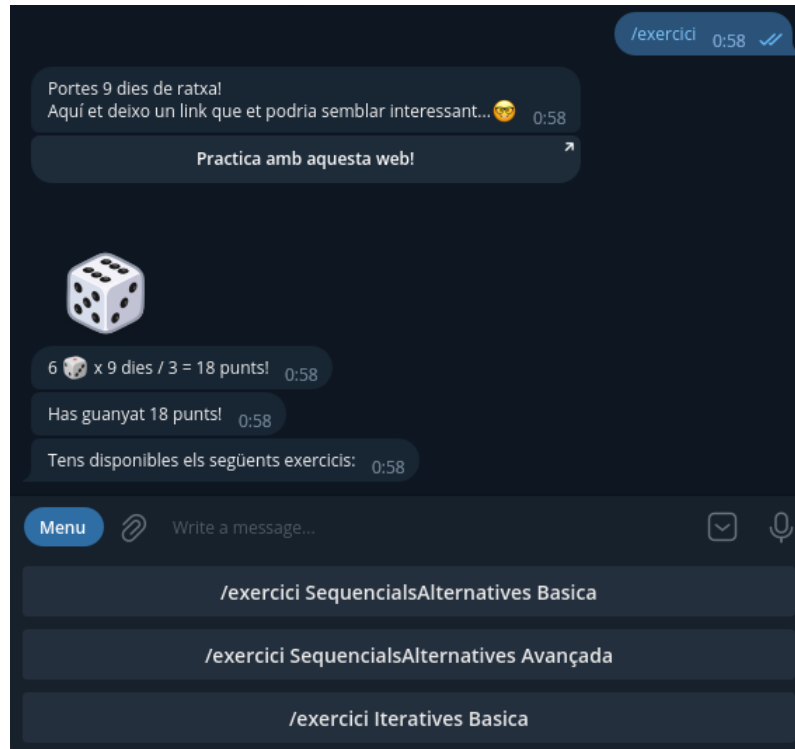 /exercici 0:58
Portes 9 dies de ratxa!
Aquí et deixo un link que et podria semblar interessant...🤓 0:58
Practica amb aquesta web!
6 🎲 x 9 dies / 3 = 18 punts! 0:58
Has guanyat 18 punts! 0:58
Tens disponibles els següents exercicis: 0:58
Menu Write a message...
/exercici SequencialsAlternatives Basica
/exercici SequencialsAlternatives Avançada
/exercici Iteratives Basica